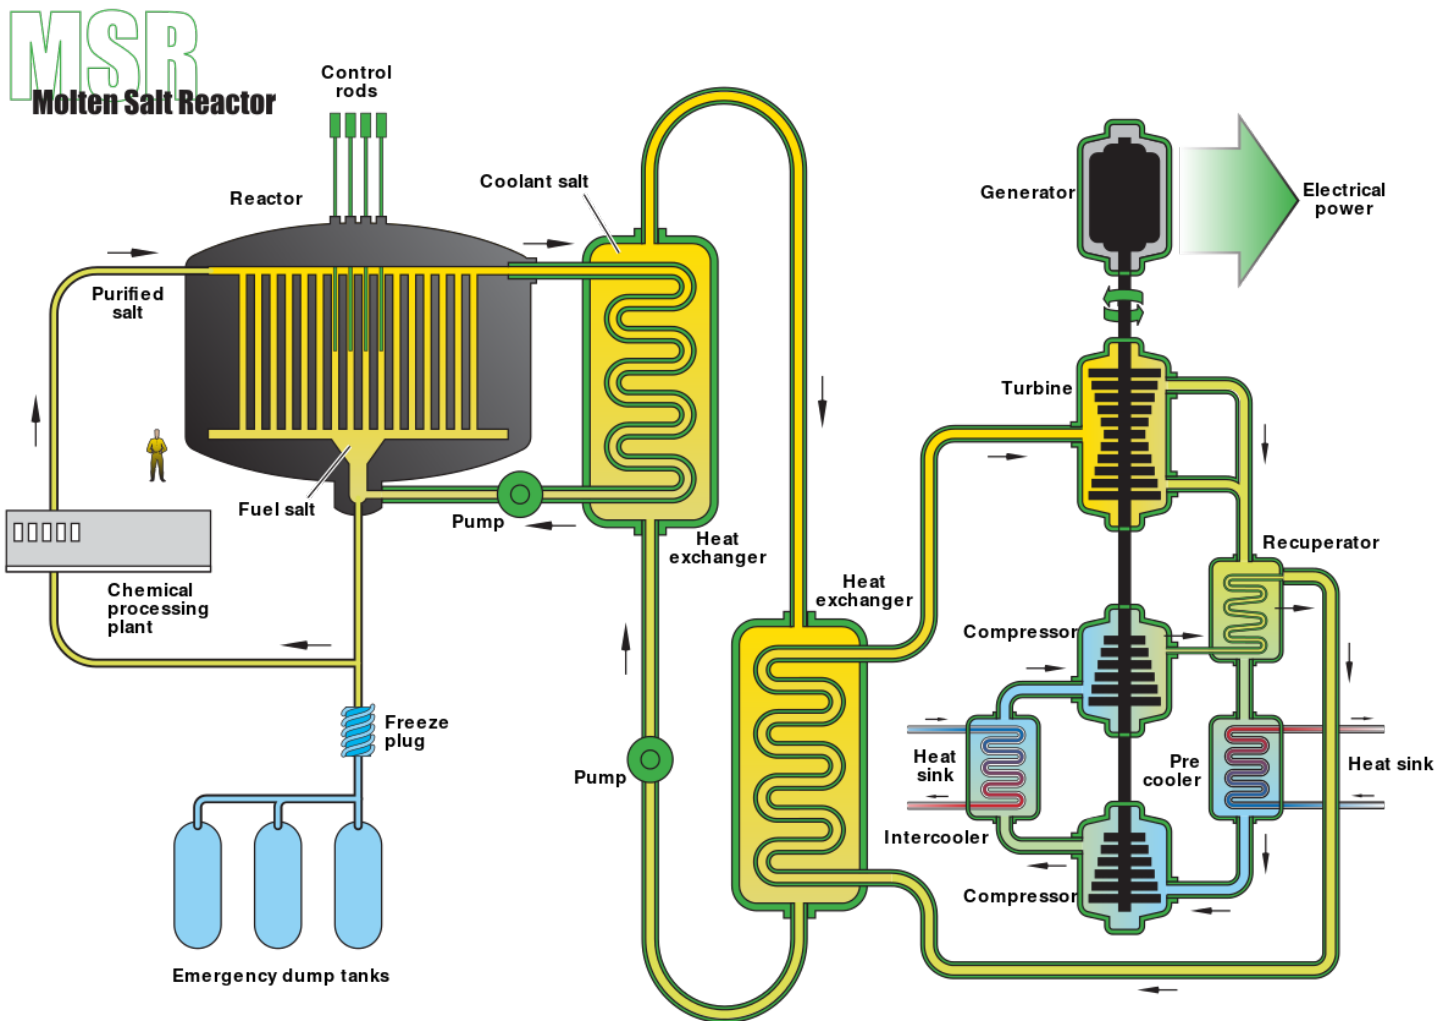 MSR
Molten Salt Reactor
Control
rods
Reactor
Coolant salt
Generator
Electrical
power
Purified
salt
Turbine
Fuel salt
Pump
Heat
exchanger
Recuperator
Chemical
processing
plant
Heat
exchanger
Compressor
Freeze
plug
Pump
Heat
sink
Pre
cooler
Heat sink
Intercooler
Compressor
Emergency dump tanks